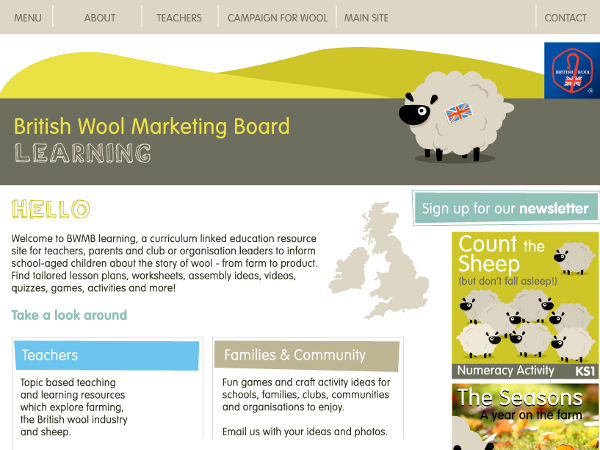 MENU
ABOUT
TEACHERS
CAMPAIGN FOR WOOL
MAIN SITE
CONTACT
BRITISH WOOL
®
British Wool Marketing Board
LEARNING
HELLO
Welcome to BWMB learning, a curriculum linked education resource
site for teachers, parents and club or organisation leaders to inform
school-aged children about the story of wool - from farm to product.
Find tailored lesson plans, worksheets, assembly ideas, videos,
quizzes, games, activities and more!
Take a look around
Teachers
Topic based teaching
and learning resources
which explore farming,
the British wool industry
and sheep.
Families & Community
Fun games and craft activity ideas for
schools, families, clubs, communities
and organisations to enjoy.
Email us with your ideas and photos.
Sign up for our newsletter
Count the
Sheep
(but don't fall asleep!)
Numeracy Activity KS1
The Seasons
A year on the farm